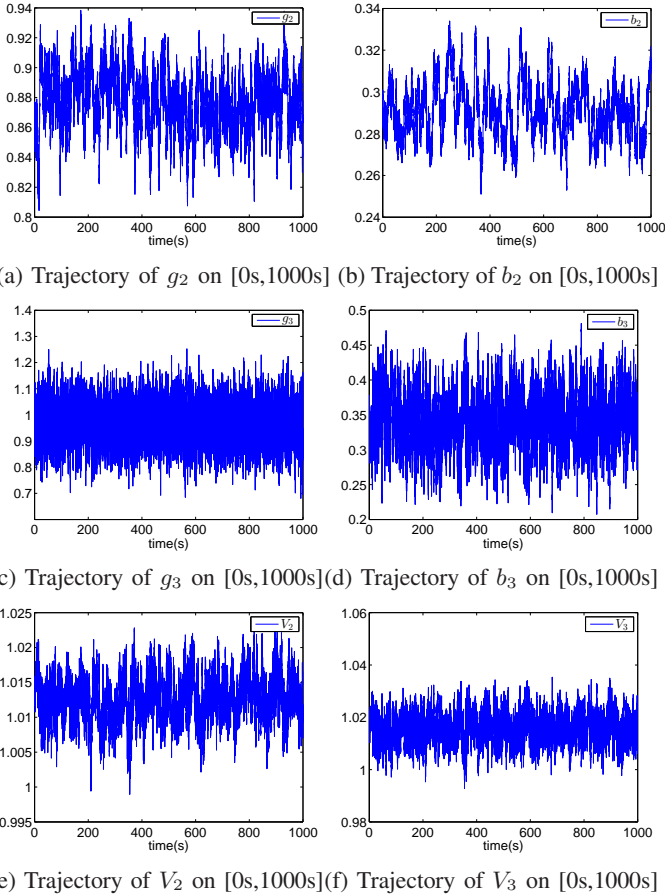 0.94
0.92
0.9
0.88
0.86
0.84
0.82
0.8
g2
0 200 400 600 800 1000
time(s)
0.34
0.32
0.3
0.28
0.26
0.24
b2
0 200 400 600 800 1000
time(s)
a) Trajectory of g2 on [0s,1000s] (b) Trajectory of b2 on [0s,1000s]
1.4
1.3
1.2
1.1
1
0.9
0.8
0.7
g3
0 200 400 600 800 1000
time(s)
0.5
0.45
0.4
0.35
0.3
0.25
0.2
b3
0 200 400 600 800 1000
time(s)
c) Trajectory of g3 on [0s,1000s](d) Trajectory of b3 on [0s,1000s]
1.025
1.02
1.015
1.01
1.005
1
0.995
V2
0 200 400 600 800 1000
time(s)
1.06
1.04
1.02
1
0.98
V3
0 200 400 600 800 1000
time(s)
e) Trajectory of V2 on [0s,1000s](f) Trajectory of V3 on [0s,1000s]